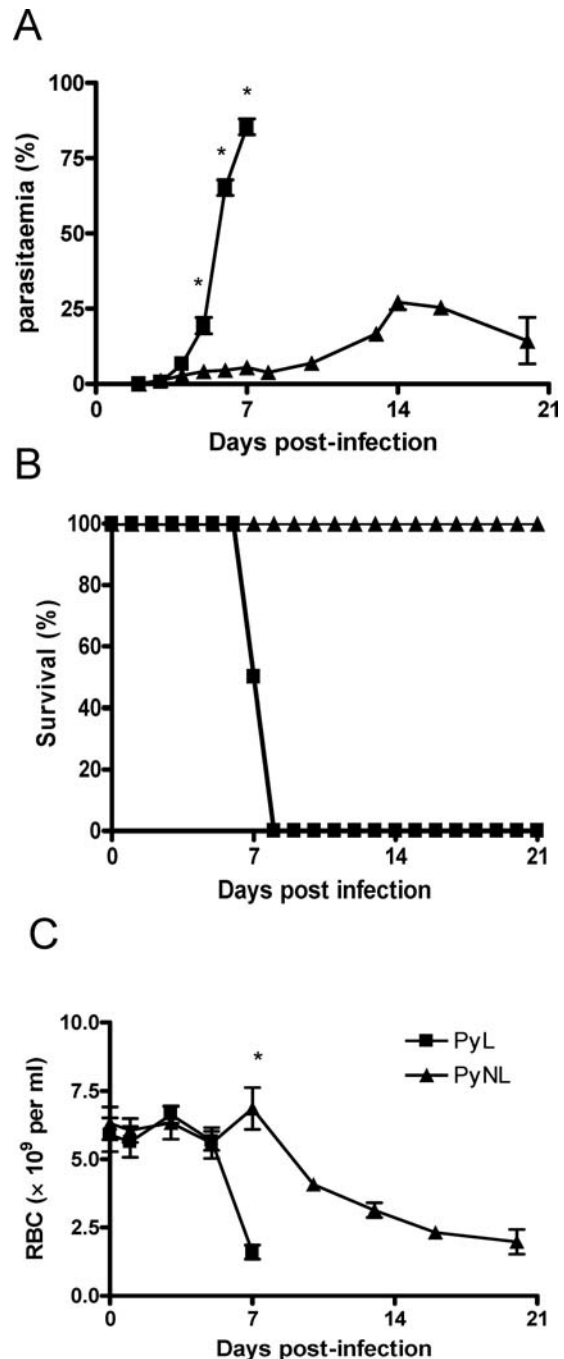 A
100
75
50
25
0
parasitaemia (%)
*
*
*
0 7 14 21
Days post-infection
B
100
80
60
40
20
0
Survival (%)
0 7 14 21
Days post infection
C
10.0
7.5
5.0
2.5
0.0
RBC (× 10⁹ per ml)
*
PyL
PyNL
0 7 14 21
Days post-infection